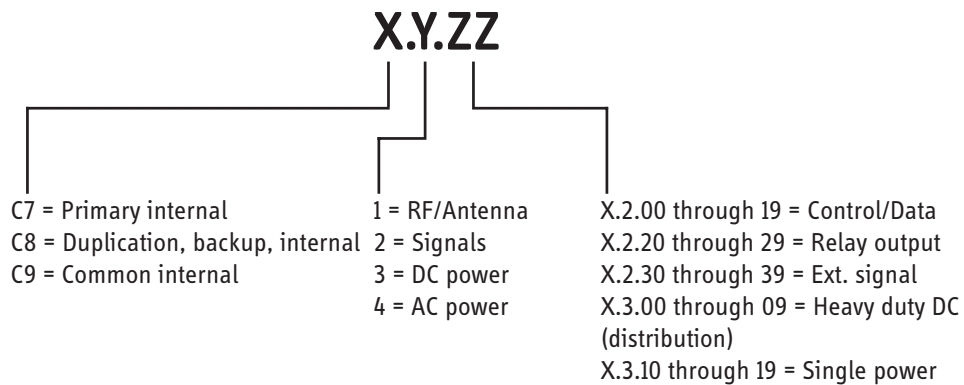 X.Y.ZZ
C7 = Primary internal
C8 = Duplication, backup, internal
C9 = Common internal
1 = RF/Antenna
2 = Signals
3 = DC power
4 = AC power
X.2.00 through 19 = Control/Data
X.2.20 through 29 = Relay output
X.2.30 through 39 = Ext. signal
X.3.00 through 09 = Heavy duty DC
(distribution)
X.3.10 through 19 = Single power